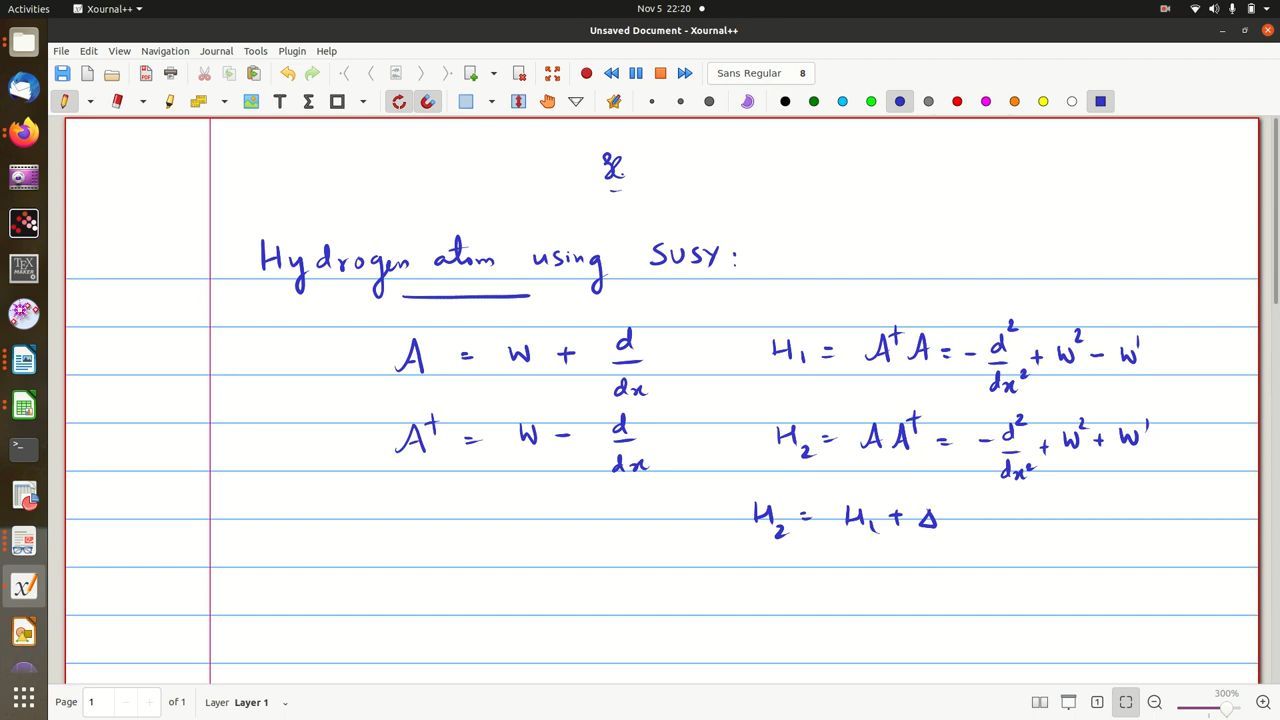 Activities Xournal++ Nov 5 22:20
Unsaved Document - Xournal++
File Edit View Navigation Journal Tools Plugin Help
Sans Regular 8
Hydrogen atom using SUSY :
A = W + d/dx H₁ = A†A = - d²/dx² + W² - W'
A† = W - d/dx H₂ = AA† = - d²/dx² + W² + W'
H₂ = H₁ + Δ
Page 1 of 1 Layer Layer 1 300%